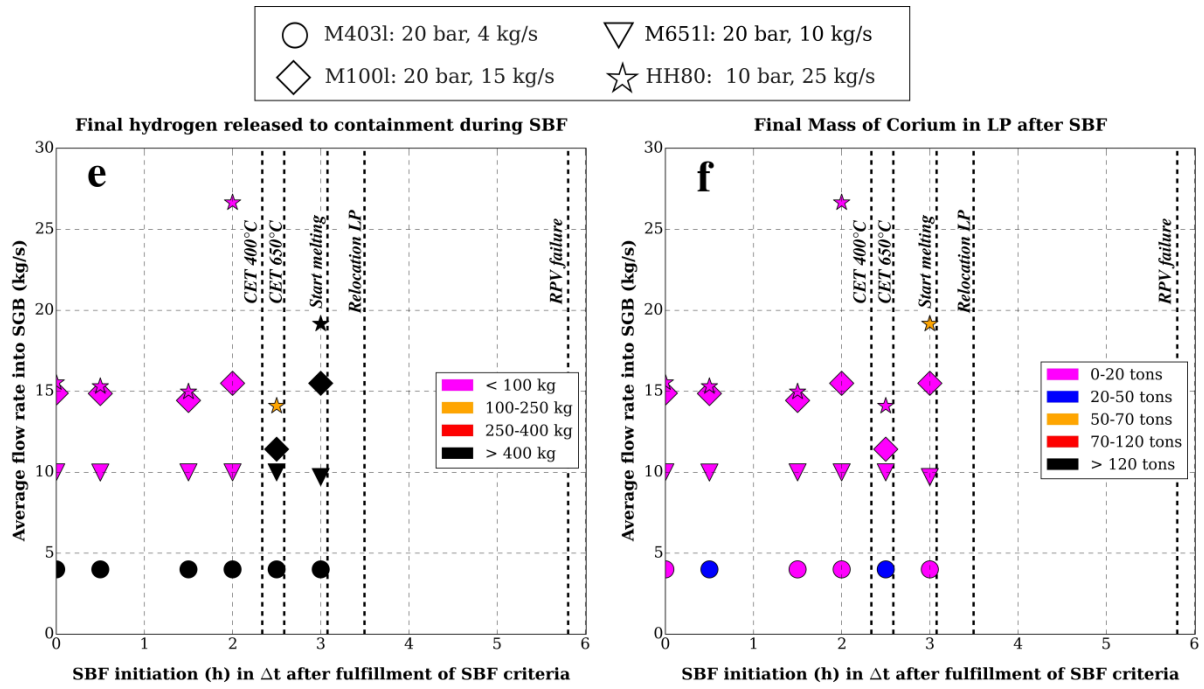 M403l: 20 bar, 4 kg/s
M651l: 20 bar, 10 kg/s
M100l: 20 bar, 15 kg/s
HH80: 10 bar, 25 kg/s
Final hydrogen released to containment during SBF
e
Average flow rate into SGB (kg/s)
30
25
20
15
10
5
0
CET 400°C
CET 650°C
Start melting
Relocation LP
RPV failure
< 100 kg
100-250 kg
250-400 kg
> 400 kg
0 1 2 3 4 5 6
SBF initiation (h) in Δt after fulfillment of SBF criteria
Final Mass of Corium in LP after SBF
f
Average flow rate into SGB (kg/s)
30
25
20
15
10
5
0
CET 400°C
CET 650°C
Start melting
Relocation LP
RPV failure
0-20 tons
20-50 tons
50-70 tons
70-120 tons
> 120 tons
0 1 2 3 4 5 6
SBF initiation (h) in Δt after fulfillment of SBF criteria